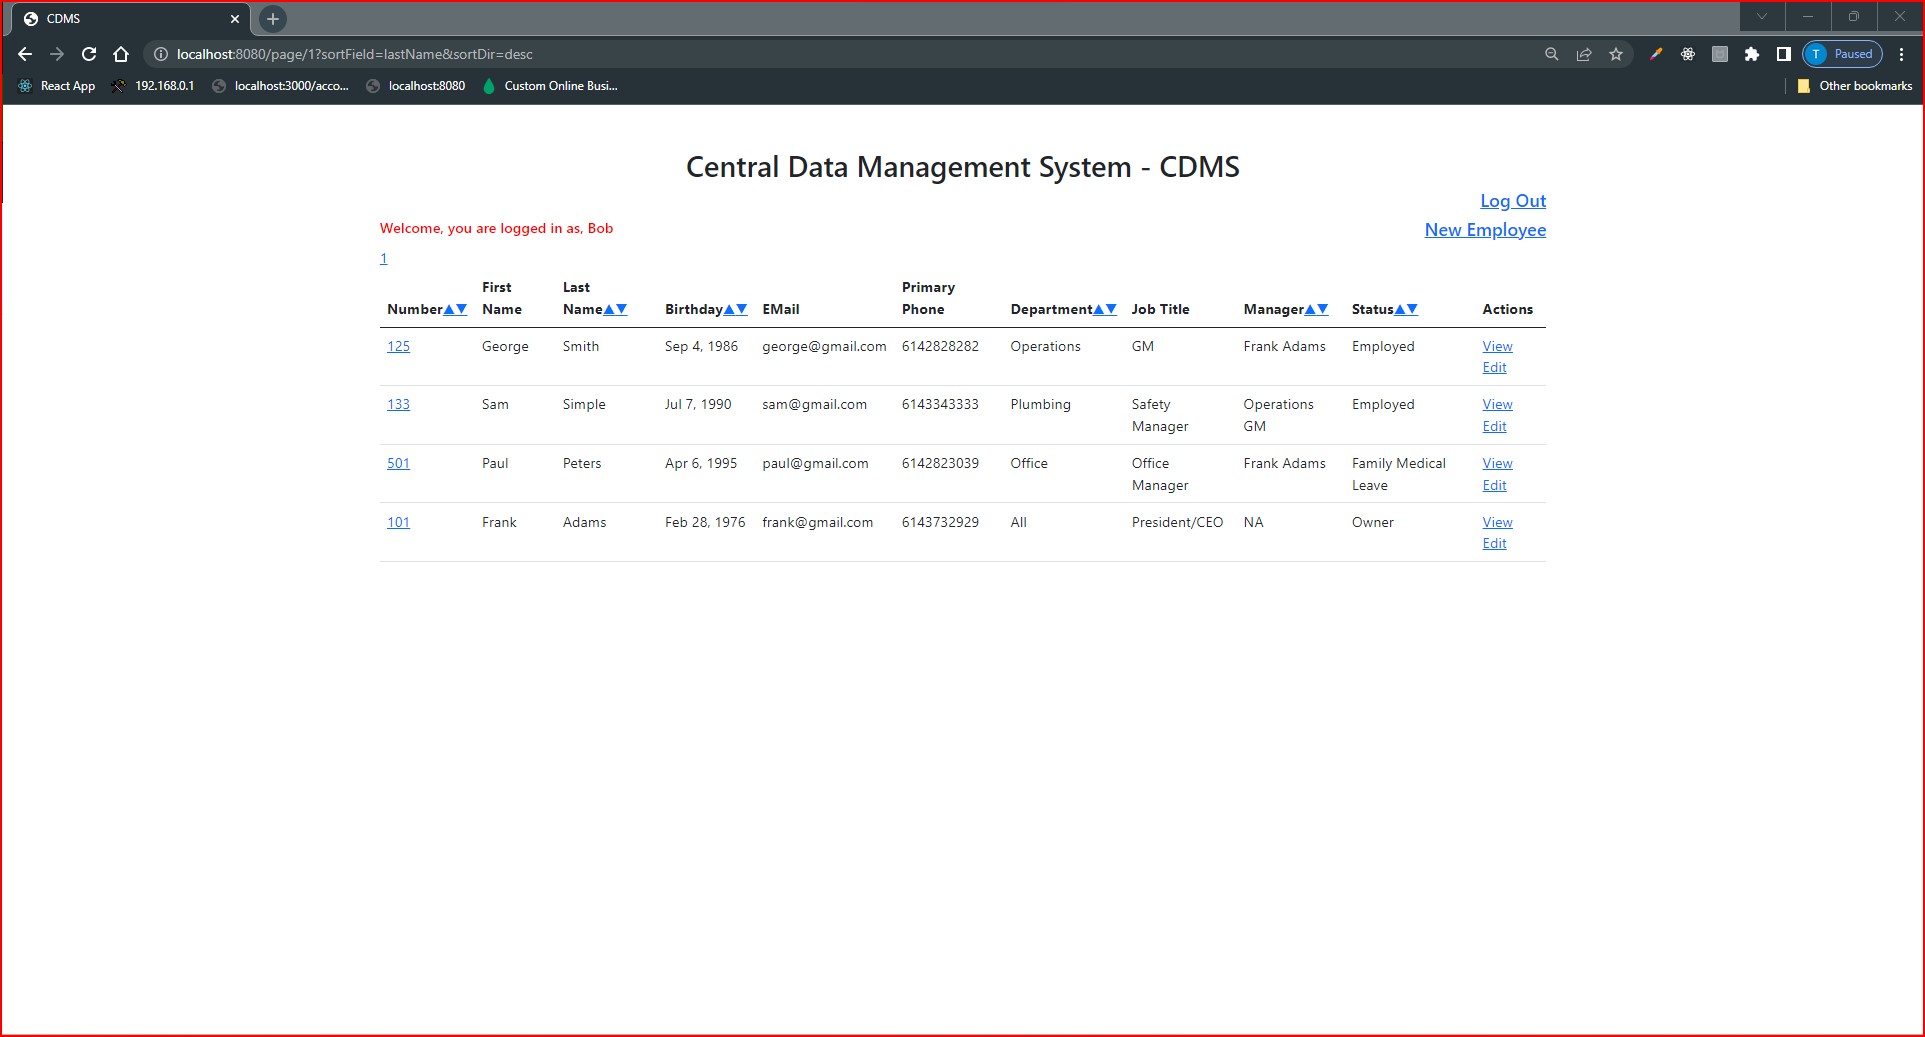 CDMS
localhost:8080/page/1?sortField=lastName&sortDir=desc
T Paused
React App 192.168.0.1 localhost:3000/acco... localhost:8080 Custom Online Busi... Other bookmarks
Central Data Management System - CDMS
Log Out
Welcome, you are logged in as, Bob
New Employee
1
First Last Primary
Number▲▼ Name Name▲▼ Birthday▲▼ EMail Phone Department▲▼ Job Title Manager▲▼ Status▲▼ Actions
125 George Smith Sep 4, 1986 george@gmail.com 6142828282 Operations GM Frank Adams Employed View
Edit
133 Sam Simple Jul 7, 1990 sam@gmail.com 6143343333 Plumbing Safety Operations Employed View
Manager GM Edit
501 Paul Peters Apr 6, 1995 paul@gmail.com 6142823039 Office Office Frank Adams Family Medical View
Manager Leave Edit
101 Frank Adams Feb 28, 1976 frank@gmail.com 6143732929 All President/CEO NA Owner View
Edit